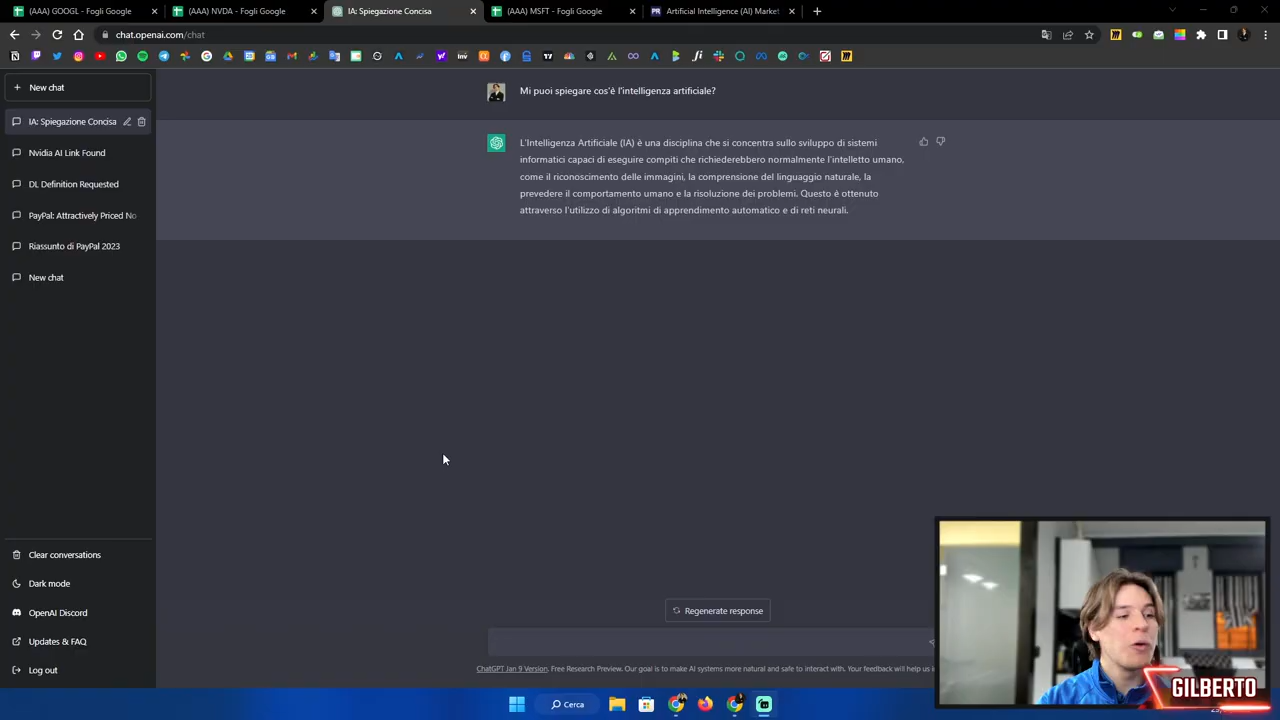 (AAA) GOOGL - Fogli Google
(AAA) NVDA - Fogli Google
IA: Spiegazione Concisa
(AAA) MSFT - Fogli Google
Artificial Intelligence (AI) Market
chat.openai.com/chat
New chat
IA: Spiegazione Concisa
Nvidia AI Link Found
DL Definition Requested
PayPal: Attractively Priced No
Riassunto di PayPal 2023
New chat
Mi puoi spiegare cos'è l'intelligenza artificiale?
L'Intelligenza Artificiale (IA) è una disciplina che si concentra sullo sviluppo di sistemi
informatici capaci di eseguire compiti che richiederebbero normalmente l'intelletto umano,
come il riconoscimento delle immagini, la comprensione del linguaggio naturale, la
prevedere il comportamento umano e la risoluzione dei problemi. Questo è ottenuto
attraverso l'utilizzo di algoritmi di apprendimento automatico e di reti neurali.
Clear conversations
Dark mode
OpenAI Discord
Updates & FAQ
Log out
Regenerate response
ChatGPT Jan 9 Version. Free Research Preview. Our goal is to make AI systems more natural and safe to interact with. Your feedback will help us
Cerca
GILBERTO